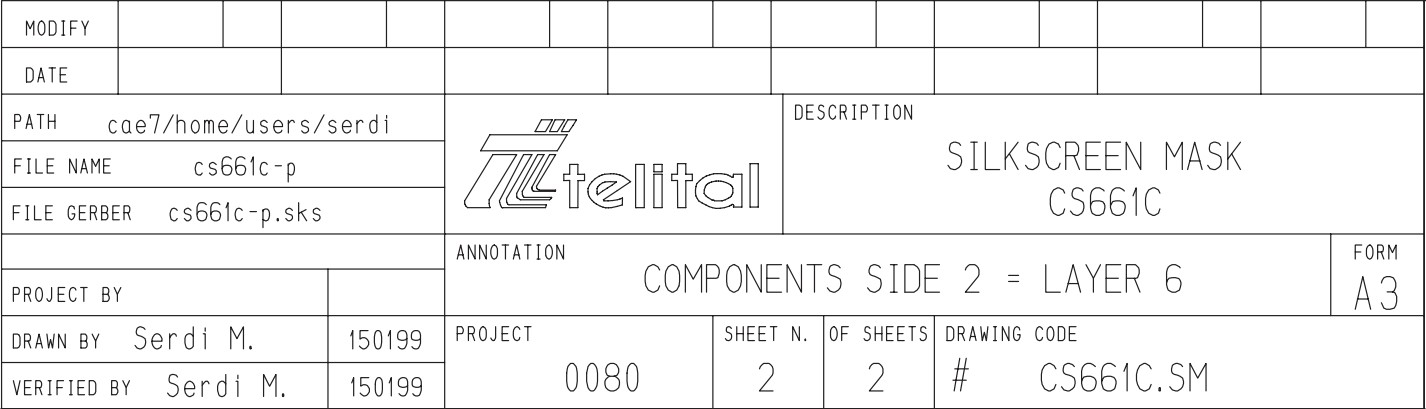 MODIFY
DATE
PATH cae7/home/users/serdi
FILE NAME cs661c-p
FILE GERBER cs661c-p.sks
telital
DESCRIPTION
SILKSCREEN MASK
CS661C
ANNOTATION
COMPONENTS SIDE 2 = LAYER 6
FORM
A3
PROJECT BY
DRAWN BY Serdi M. 150199
VERIFIED BY Serdi M. 150199
PROJECT
0080
SHEET N.
2
OF SHEETS
2
DRAWING CODE
# CS661C.SM